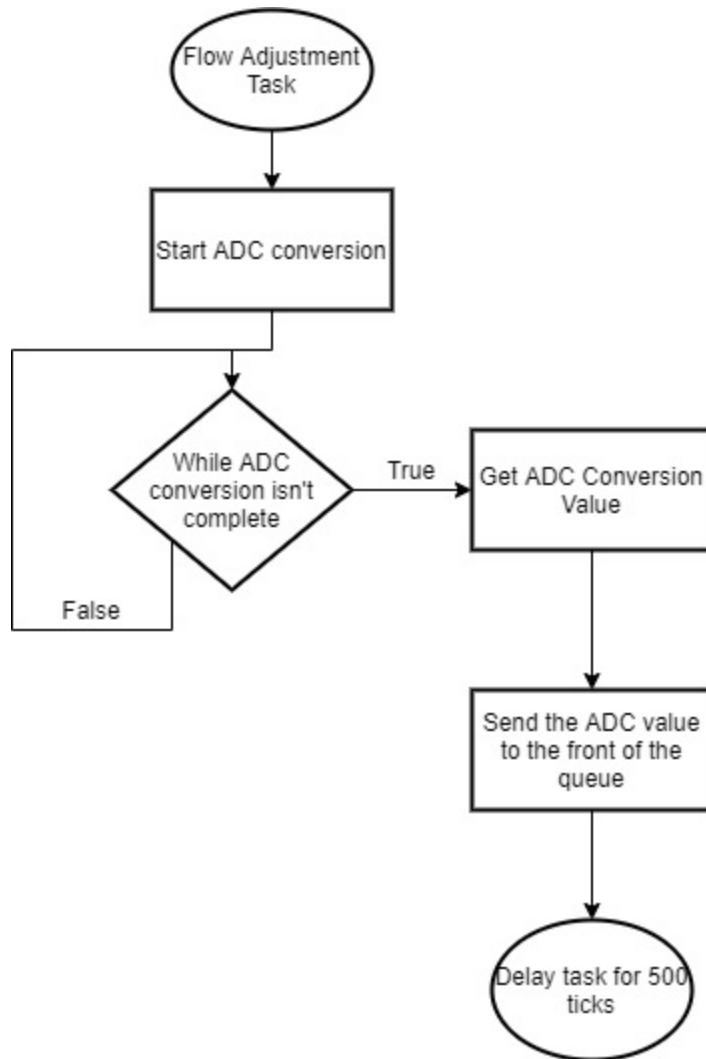 Flow Adjustment
Task
Start ADC conversion
While ADC
conversion isn't
complete
True
Get ADC Conversion
Value
False
Send the ADC value
to the front of the
queue
Delay task for 500
ticks